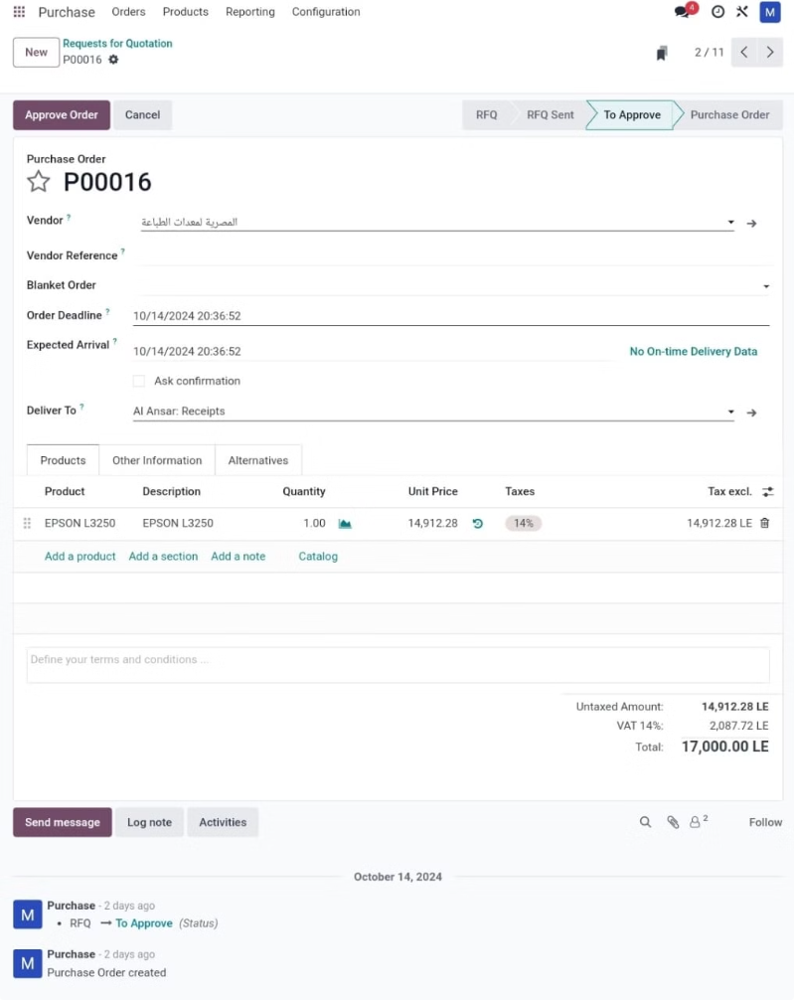 Purchase Orders Products Reporting Configuration 4 M
New Requests for Quotation
P00016 2 / 11
Approve Order Cancel RFQ RFQ Sent To Approve Purchase Order
Purchase Order
P00016
Vendor ? المصرية لمعدات الطباعة
Vendor Reference ?
Blanket Order
Order Deadline ? 10/14/2024 20:36:52
Expected Arrival ? 10/14/2024 20:36:52 No On-time Delivery Data
Ask confirmation
Deliver To ? Al Ansar: Receipts
Products Other Information Alternatives
Product Description Quantity Unit Price Taxes Tax excl.
EPSON L3250 EPSON L3250 1.00 14,912.28 14% 14,912.28 LE
Add a product Add a section Add a note Catalog
Define your terms and conditions ...
Untaxed Amount: 14,912.28 LE
VAT 14%: 2,087.72 LE
Total: 17,000.00 LE
Send message Log note Activities 2 Follow
October 14, 2024
M Purchase - 2 days ago
• RFQ → To Approve (Status)
M Purchase - 2 days ago
Purchase Order created